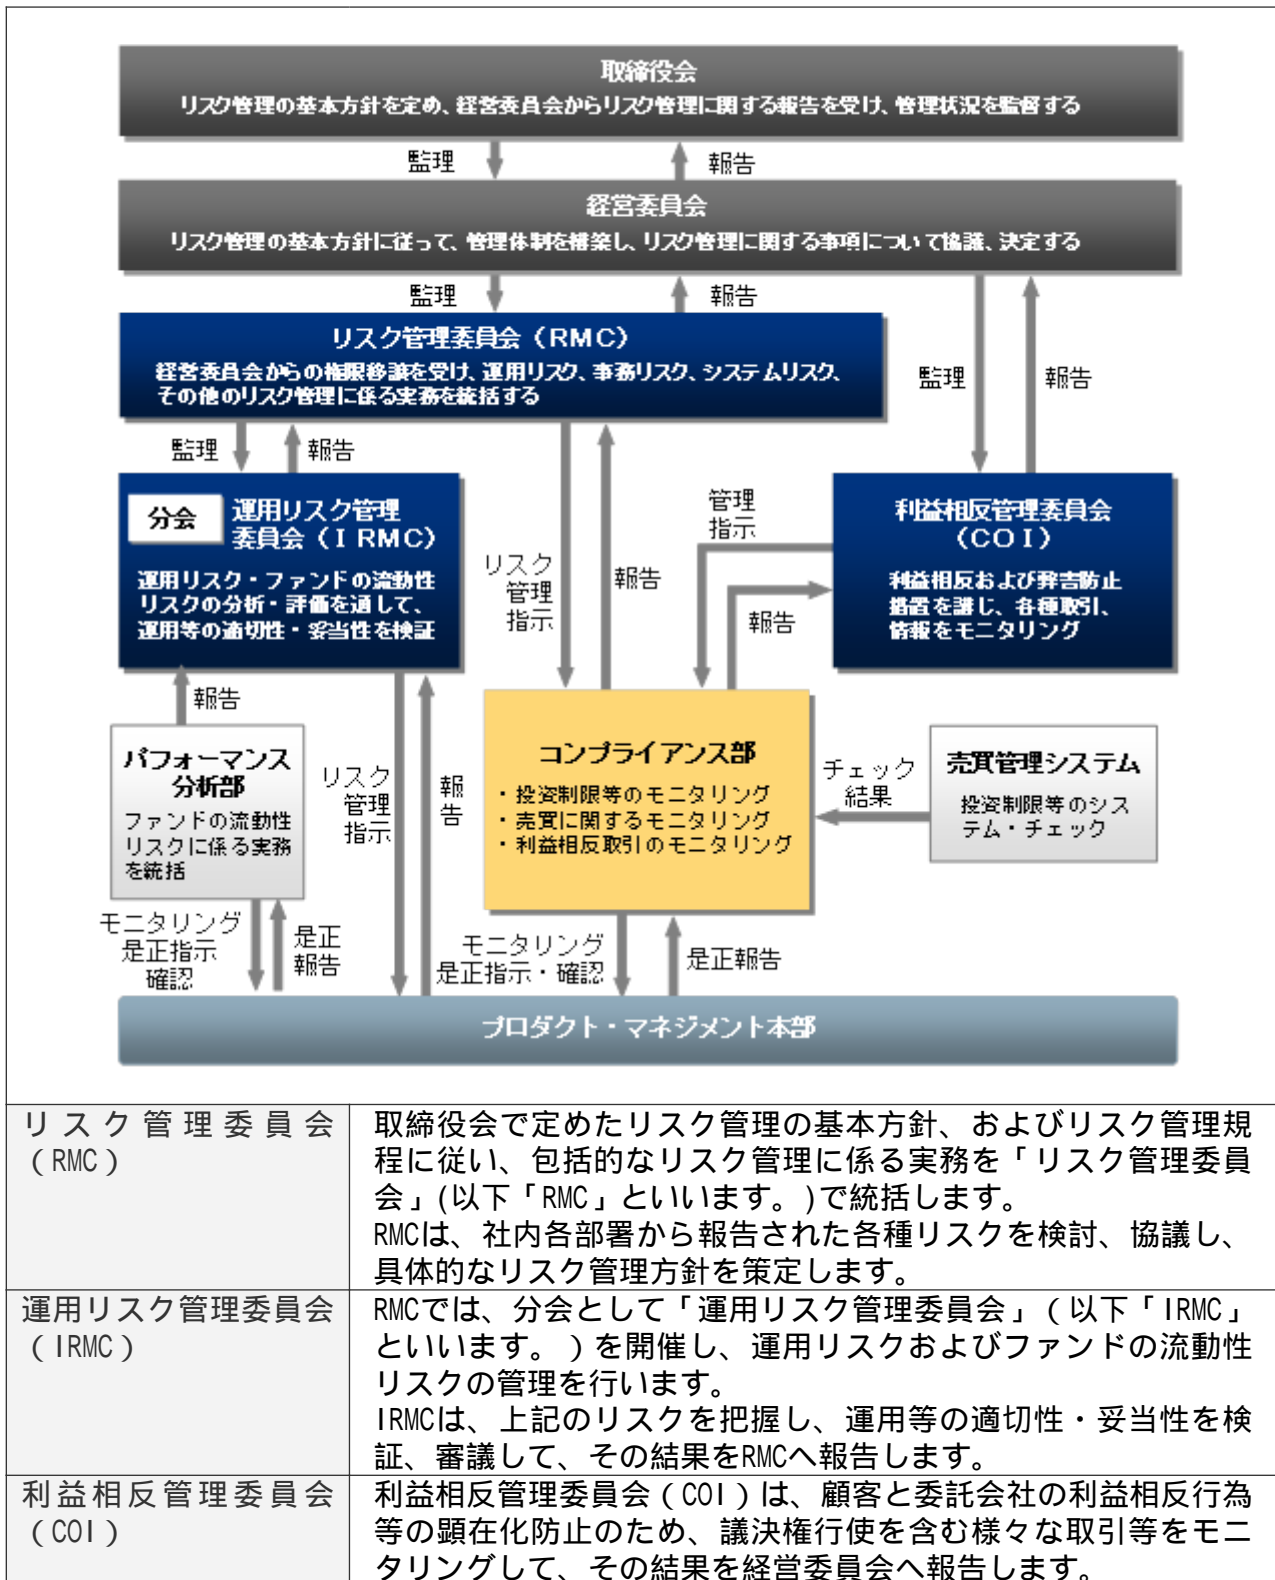 取締役会
リスク管理の基本方針を定め、経営委員会からリスク管理に関する報告を受け、管理状況を監督する
監理
報告
経営委員会
リスク管理の基本方針に従って、管理体制を構築し、リスク管理に関する事項について協議、決定する
監理
報告
リスク管理委員会（RMC）
経営委員会からの権限移譲を受け、運用リスク、事務リスク、システムリスク、
その他のリスク管理に係る実務を統括する
監理
報告
監理
報告
分会
運用リスク管理
委員会（IRMC）
運用リスク・ファンドの流動性
リスクの分析・評価を通して、
運用等の適切性・妥当性を検証
リスク
管理
指示
報告
管理
指示
報告
利益相反管理委員会
（COI）
利益相反および弊害防止
措置を講じ、各種取引、
情報をモニタリング
報告
パフォーマンス
分析部
ファンドの流動性
リスクに係る実務
を統括
リスク
管理
指示
報
告
コンプライアンス部
・投資制限等のモニタリング
・売買に関するモニタリング
・利益相反取引のモニタリング
チェック
結果
売買管理システム
投資制限等のシス
テム・チェック
モニタリング
是正指示
確認
是正
報告
モニタリング
是正指示・確認
是正報告
プロダクト・マネジメント本部
リスク管理委員会
（RMC）
取締役会で定めたリスク管理の基本方針、およびリスク管理規
程に従い、包括的なリスク管理に係る実務を「リスク管理委員
会」(以下「RMC」といいます。)で統括します。
RMCは、社内各部署から報告された各種リスクを検討、協議し、
具体的なリスク管理方針を策定します。
運用リスク管理委員会
（IRMC）
RMCでは、分会として「運用リスク管理委員会」（以下「IRMC」
といいます。）を開催し、運用リスクおよびファンドの流動性
リスクの管理を行います。
IRMCは、上記のリスクを把握し、運用等の適切性・妥当性を検
証、審議して、その結果をRMCへ報告します。
利益相反管理委員会
（COI）
利益相反管理委員会（COI）は、顧客と委託会社の利益相反行為
等の顕在化防止のため、議決権行使を含む様々な取引等をモニ
タリングして、その結果を経営委員会へ報告します。